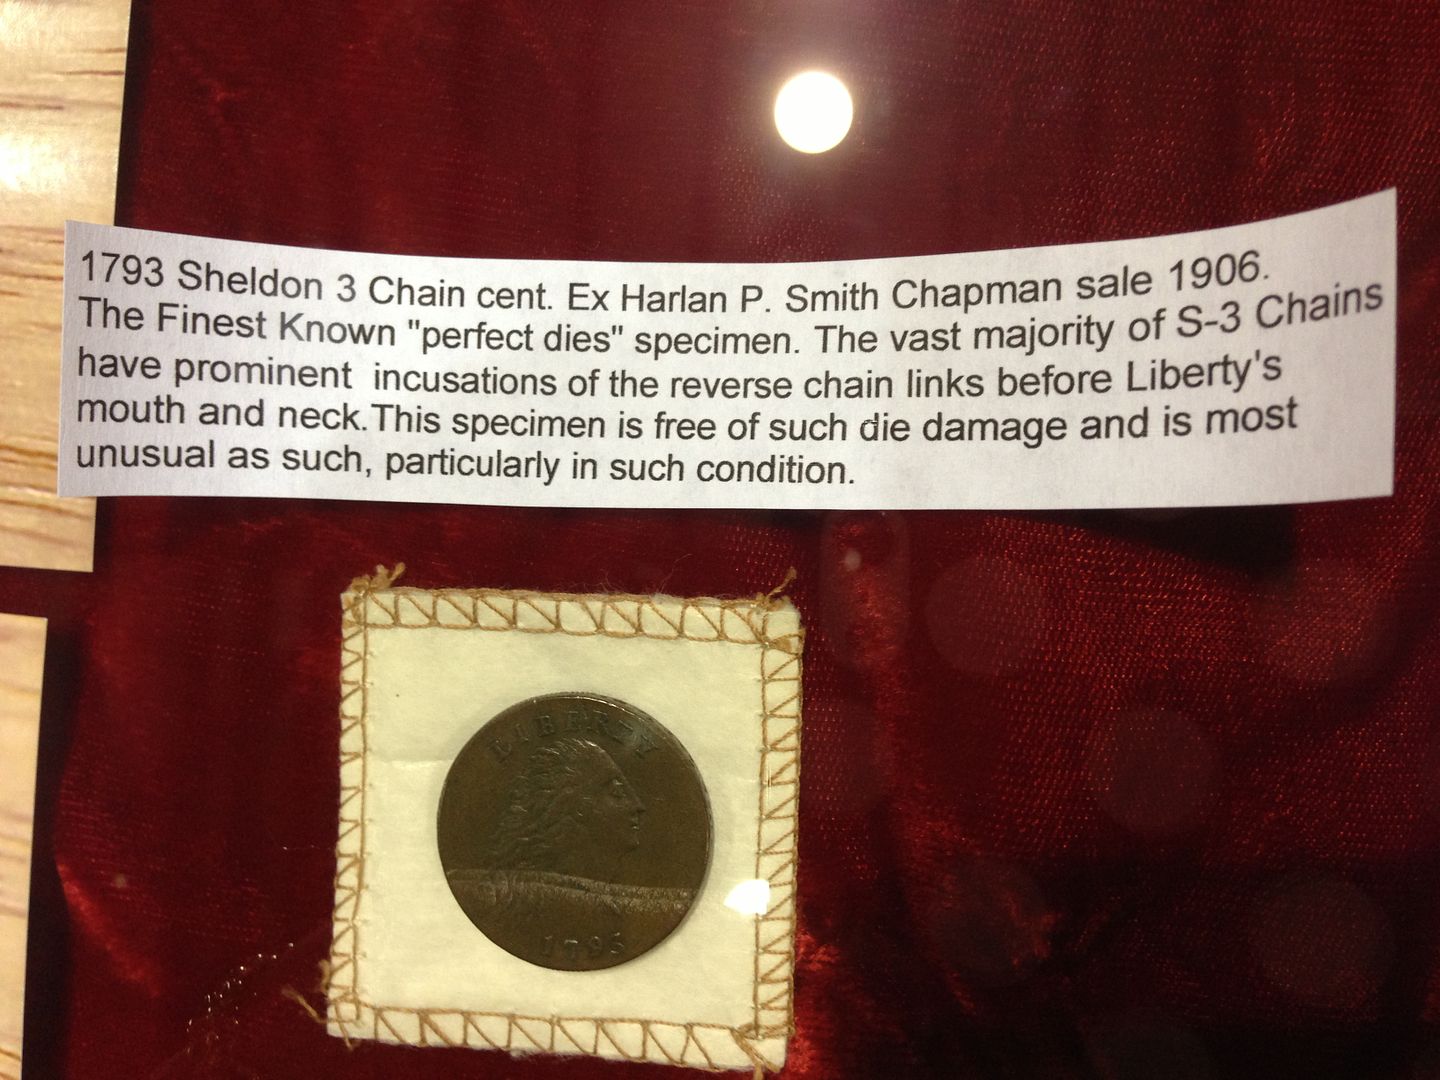 1793 Sheldon 3 Chain cent. Ex Harlan P. Smith Chapman sale 1906.
The Finest Known "perfect dies" specimen. The vast majority of S-3 Chains
have prominent incusations of the reverse chain links before Liberty's
mouth and neck.This specimen is free of such die damage and is most
unusual as such, particularly in such condition.
LIBERTY
1793